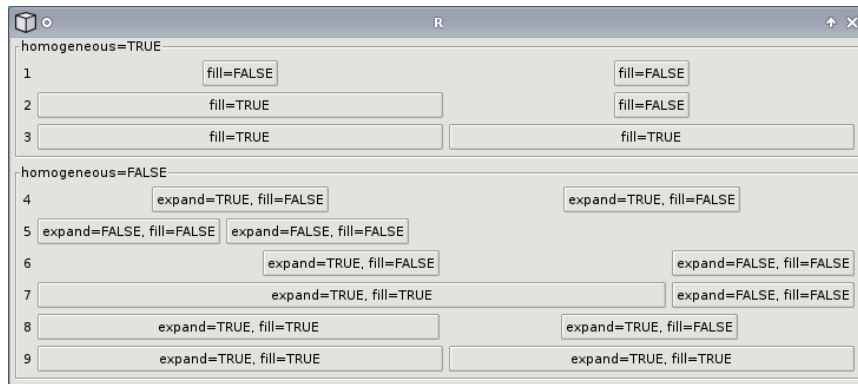 R
homogeneous=TRUE
1 fill=FALSE fill=FALSE
2 fill=TRUE fill=FALSE
3 fill=TRUE fill=TRUE
homogeneous=FALSE
4 expand=TRUE, fill=FALSE expand=TRUE, fill=FALSE
5 expand=FALSE, fill=FALSE expand=FALSE, fill=FALSE
6 expand=TRUE, fill=FALSE expand=FALSE, fill=FALSE
7 expand=TRUE, fill=TRUE expand=FALSE, fill=FALSE
8 expand=TRUE, fill=TRUE expand=TRUE, fill=FALSE
9 expand=TRUE, fill=TRUE expand=TRUE, fill=TRUE